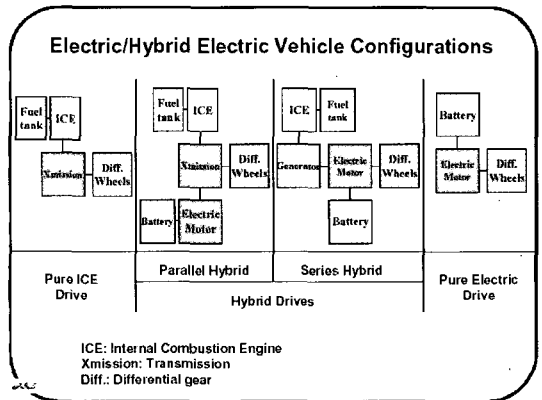 Electric/Hybrid Electric Vehicle Configurations
Fuel
tank
ICE
Xmission
Diff.
Wheels
Fuel
tank
ICE
Xmission
Diff.
Wheels
Battery
Electric
Motor
ICE
Fuel
tank
Generator
Electric
Motor
Diff.
Wheels
Battery
Battery
Electric
Motor
Diff.
Wheels
Pure ICE
Drive
Parallel Hybrid
Series Hybrid
Hybrid Drives
Pure Electric
Drive
ICE: Internal Combustion Engine
Xmission: Transmission
Diff.: Differential gear